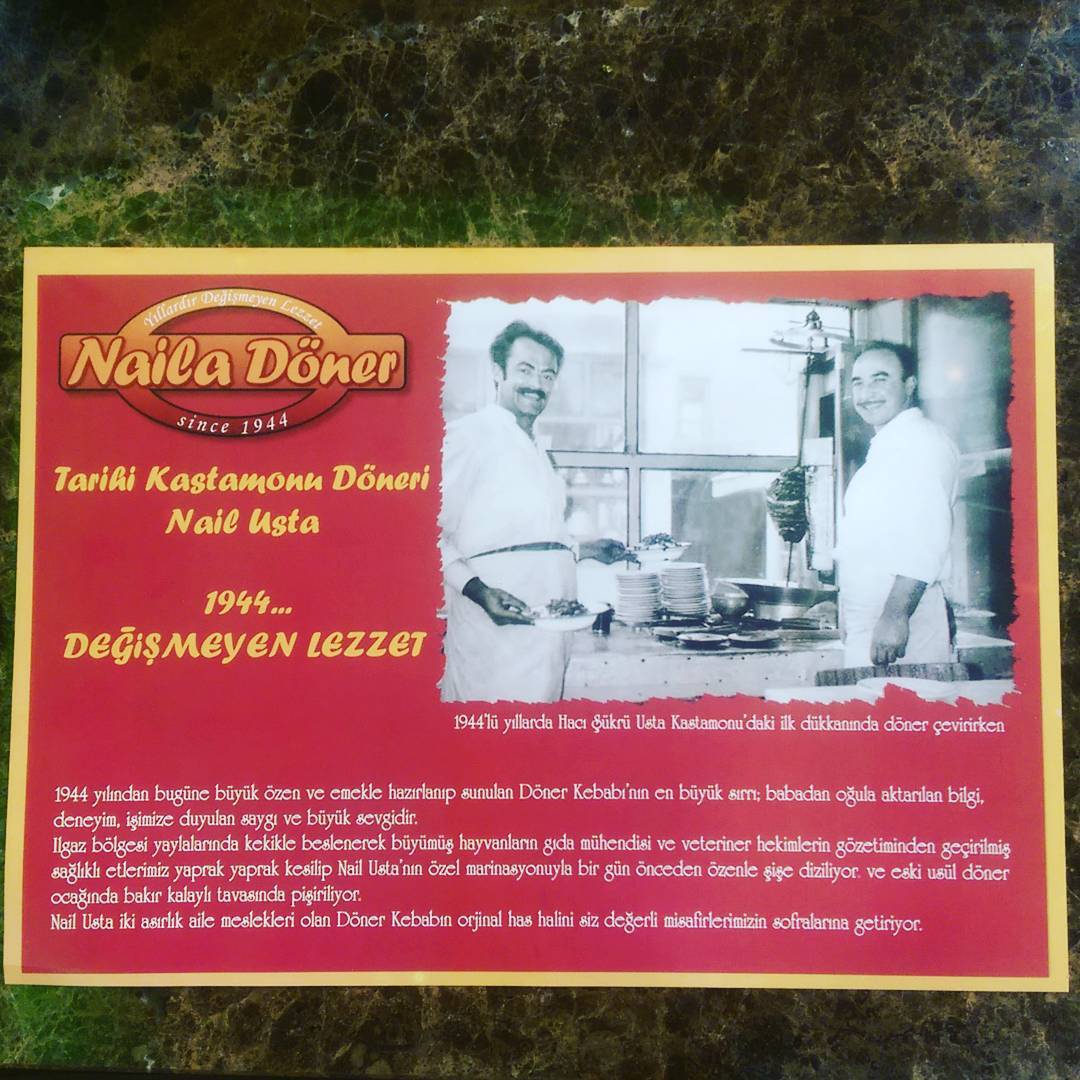 Yıllardır Değişmeyen Lezzet
Naila Döner
since 1944
Tarihi Kastamonu Döneri
Nail Usta
1944...
DEĞİŞMEYEN LEZZET
1944'lü yıllarda Hacı Şükrü Usta Kastamonu'daki ilk dükkanında döner çevirirken
1944 yılından bugüne büyük özen ve emekle hazırlanıp sunulan Döner Kebabı'nın en büyük sırrı; babadan oğula aktarılan bilgi,
deneyim, işimize duyulan saygı ve büyük sevgidir.
Ilgaz bölgesi yaylalarında kekikle beslenerek büyümüş hayvanların gıda mühendisi ve veteriner hekimlerin gözetiminden geçirilmiş
sağlıklı etlerimiz yaprak yaprak kesilip Nail Usta'nın özel marinasyonuyla bir gün önceden özenle şişe diziliyor. ve eski usül döner
ocağında bakır kalaylı tavasında pişiriliyor.
Nail Usta iki asırlık aile meslekleri olan Döner Kebabın orjinal has halini siz değerli misafirlerimizin sofralarına getiriyor.